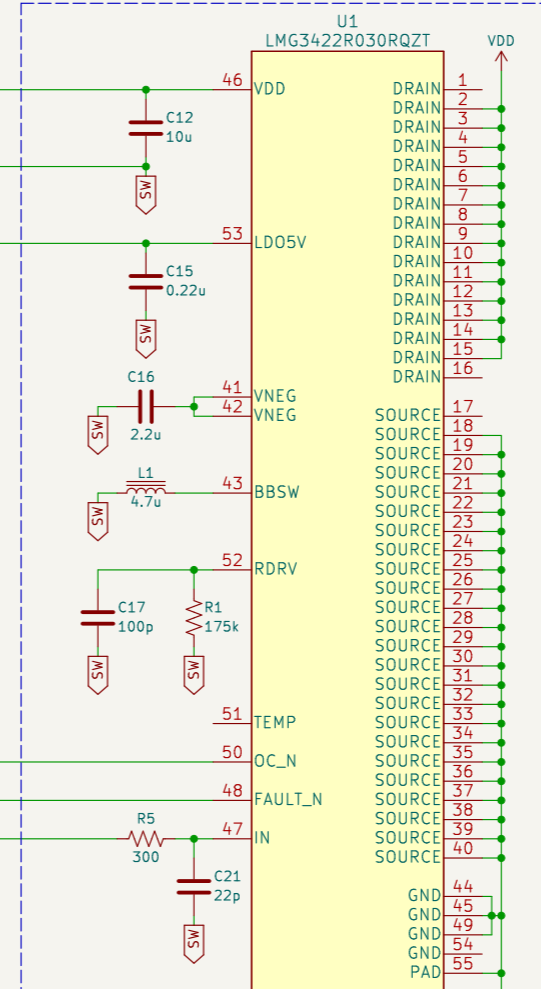 U1
LMG3422R030RQZT
VDD
46 VDD
C12
10u
SW
53 LDO5V
C15
0.22u
SW
C16
2.2u
SW
41 VNEG
42 VNEG
L1
4.7u
SW
43 BBSW
52 RDRV
C17
100p
SW
R1
175k
SW
51 TEMP
50 OC_N
48 FAULT_N
R5
300
47 IN
C21
22p
SW
DRAIN 1
DRAIN 2
DRAIN 3
DRAIN 4
DRAIN 5
DRAIN 6
DRAIN 7
DRAIN 8
DRAIN 9
DRAIN 10
DRAIN 11
DRAIN 12
DRAIN 13
DRAIN 14
DRAIN 15
DRAIN 16
SOURCE 17
SOURCE 18
SOURCE 19
SOURCE 20
SOURCE 21
SOURCE 22
SOURCE 23
SOURCE 24
SOURCE 25
SOURCE 26
SOURCE 27
SOURCE 28
SOURCE 29
SOURCE 30
SOURCE 31
SOURCE 32
SOURCE 33
SOURCE 34
SOURCE 35
SOURCE 36
SOURCE 37
SOURCE 38
SOURCE 39
SOURCE 40
GND 44
GND 45
GND 49
GND 54
PAD 55